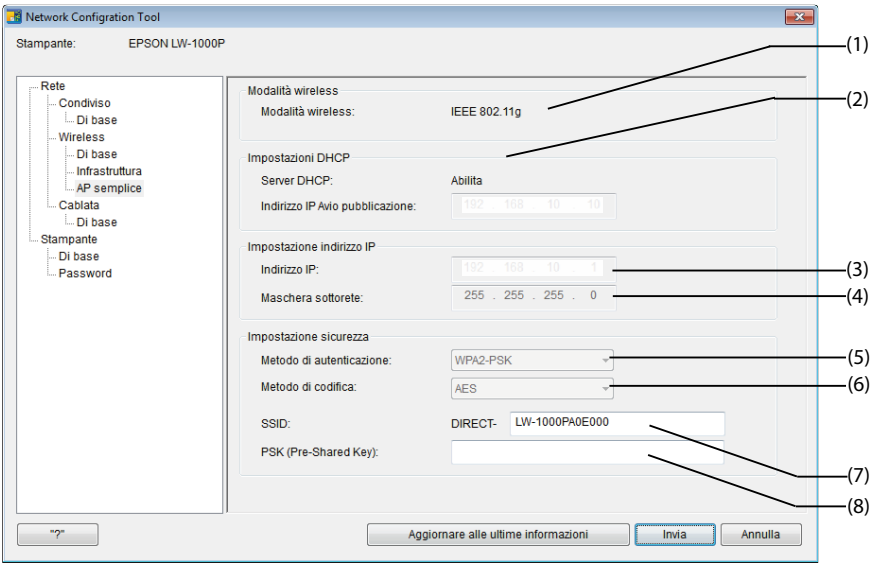 Network Configration Tool
Stampante: EPSON LW-1000P
(1)
(2)
Rete
Condiviso
Di base
Wireless
Di base
Infrastruttura
AP semplice
Cablata
Di base
Stampante
Di base
Password
Modalità wireless
Modalità wireless: IEEE 802.11g
Impostazioni DHCP
Server DHCP: Abilita
Indirizzo IP Avio pubblicazione: 192 168 10 10
Impostazione indirizzo IP
Indirizzo IP: 192 . 168 . 10 . 1 (3)
Maschera sottorete: 255 . 255 . 255 . 0 (4)
Impostazione sicurezza
Metodo di autenticazione: WPA2-PSK (5)
Metodo di codifica: AES (6)
SSID: DIRECT- LW-1000PA0E000 (7)
PSK (Pre-Shared Key): (8)
"?" Aggiornare alle ultime informazioni Invia Annulla